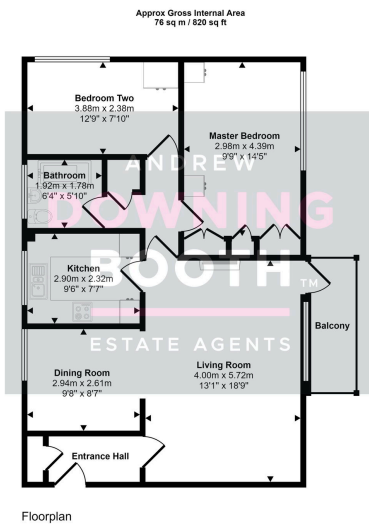 Approx Gross Internal Area
76 sq m / 820 sq ft
Bedroom Two
3.88m x 2.38m
12'9" x 7'10"
Master Bedroom
2.98m x 4.39m
9'9" x 14'5"
Bathroom
1.92m x 1.78m
6'4" x 5'10"
ANDREW
DOWNING
BOOTH™
ESTATE AGENTS
Kitchen
2.90m x 2.32m
9'6" x 7'7"
Balcony
Dining Room
2.94m x 2.61m
9'8" x 8'7"
Living Room
4.00m x 5.72m
13'1" x 18'9"
Entrance Hall
Floorplan